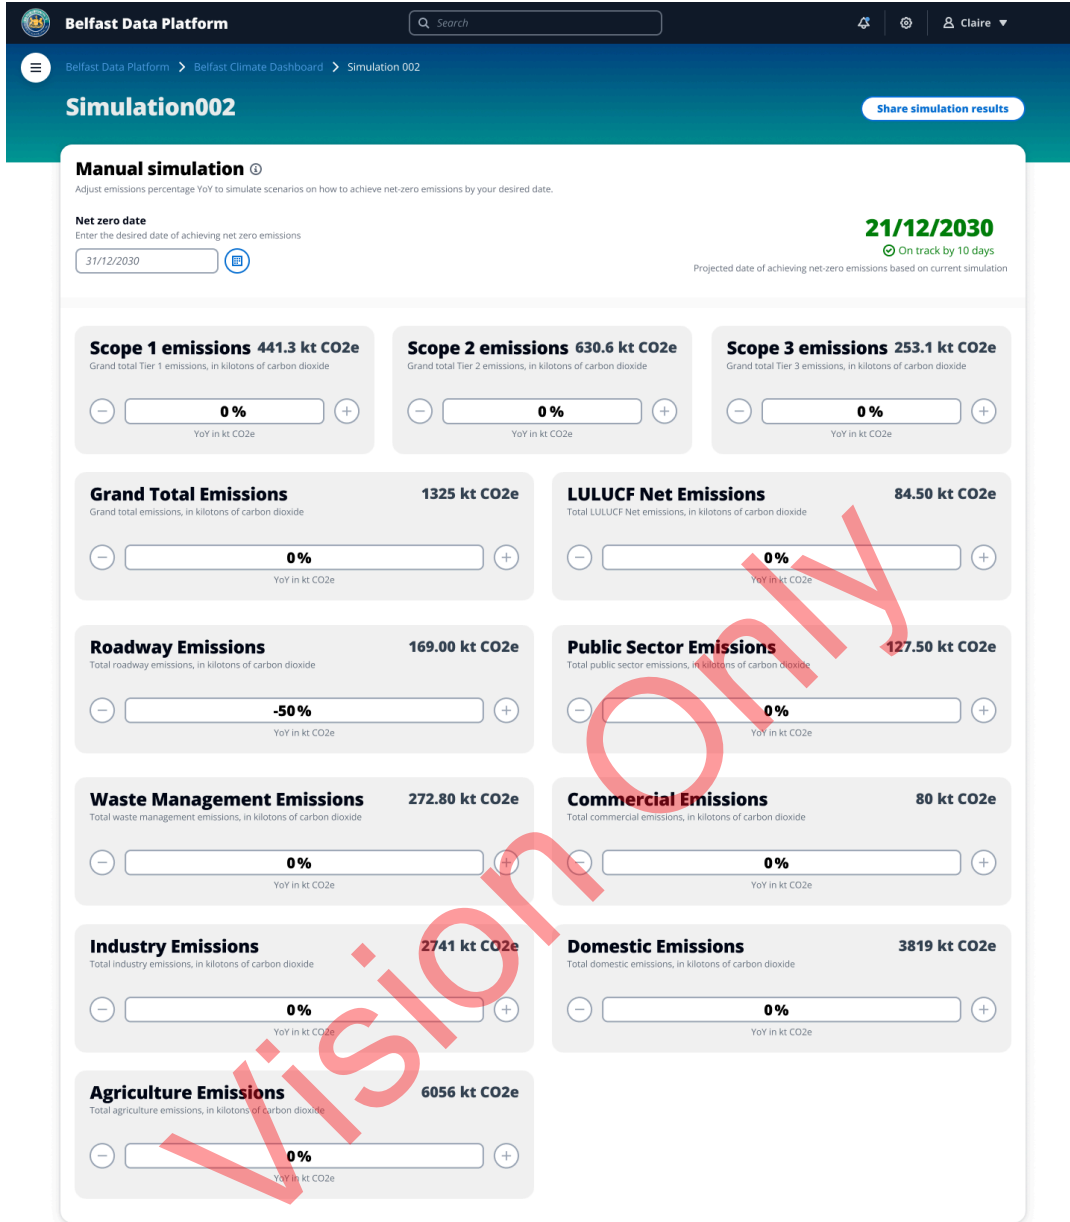 Belfast Data Platform
Search
Claire
Belfast Data Platform > Belfast Climate Dashboard > Simulation 002
Simulation002
Share simulation results
Manual simulation
Adjust emissions percentage YoY to simulate scenarios on how to achieve net-zero emissions by your desired date.
Net zero date
Enter the desired date of achieving net zero emissions
31/12/2030
21/12/2030
On track by 10 days
Projected date of achieving net-zero emissions based on current simulation
Scope 1 emissions 441.3 kt CO2e
Grand total Tier 1 emissions, in kilotons of carbon dioxide
0 %
YoY in kt CO2e
Scope 2 emissions 630.6 kt CO2e
Grand total Tier 2 emissions, in kilotons of carbon dioxide
0 %
YoY in kt CO2e
Scope 3 emissions 253.1 kt CO2e
Grand total Tier 3 emissions, in kilotons of carbon dioxide
0 %
YoY in kt CO2e
Grand Total Emissions 1325 kt CO2e
Grand total emissions, in kilotons of carbon dioxide
0 %
YoY in kt CO2e
LULUCF Net Emissions 84.50 kt CO2e
Total LULUCF Net emissions, in kilotons of carbon dioxide
0 %
YoY in kt CO2e
Roadway Emissions 169.00 kt CO2e
Total roadway emissions, in kilotons of carbon dioxide
-50 %
YoY in kt CO2e
Public Sector Emissions 127.50 kt CO2e
Total public sector emissions, in kilotons of carbon dioxide
0 %
YoY in kt CO2e
Waste Management Emissions 272.80 kt CO2e
Total waste management emissions, in kilotons of carbon dioxide
0 %
YoY in kt CO2e
Commercial Emissions 80 kt CO2e
Total commercial emissions, in kilotons of carbon dioxide
0 %
YoY in kt CO2e
Industry Emissions 2741 kt CO2e
Total industry emissions, in kilotons of carbon dioxide
0 %
YoY in kt CO2e
Domestic Emissions 3819 kt CO2e
Total domestic emissions, in kilotons of carbon dioxide
0 %
YoY in kt CO2e
Agriculture Emissions 6056 kt CO2e
Total agriculture emissions, in kilotons of carbon dioxide
0 %
YoY in kt CO2e
Vision Only